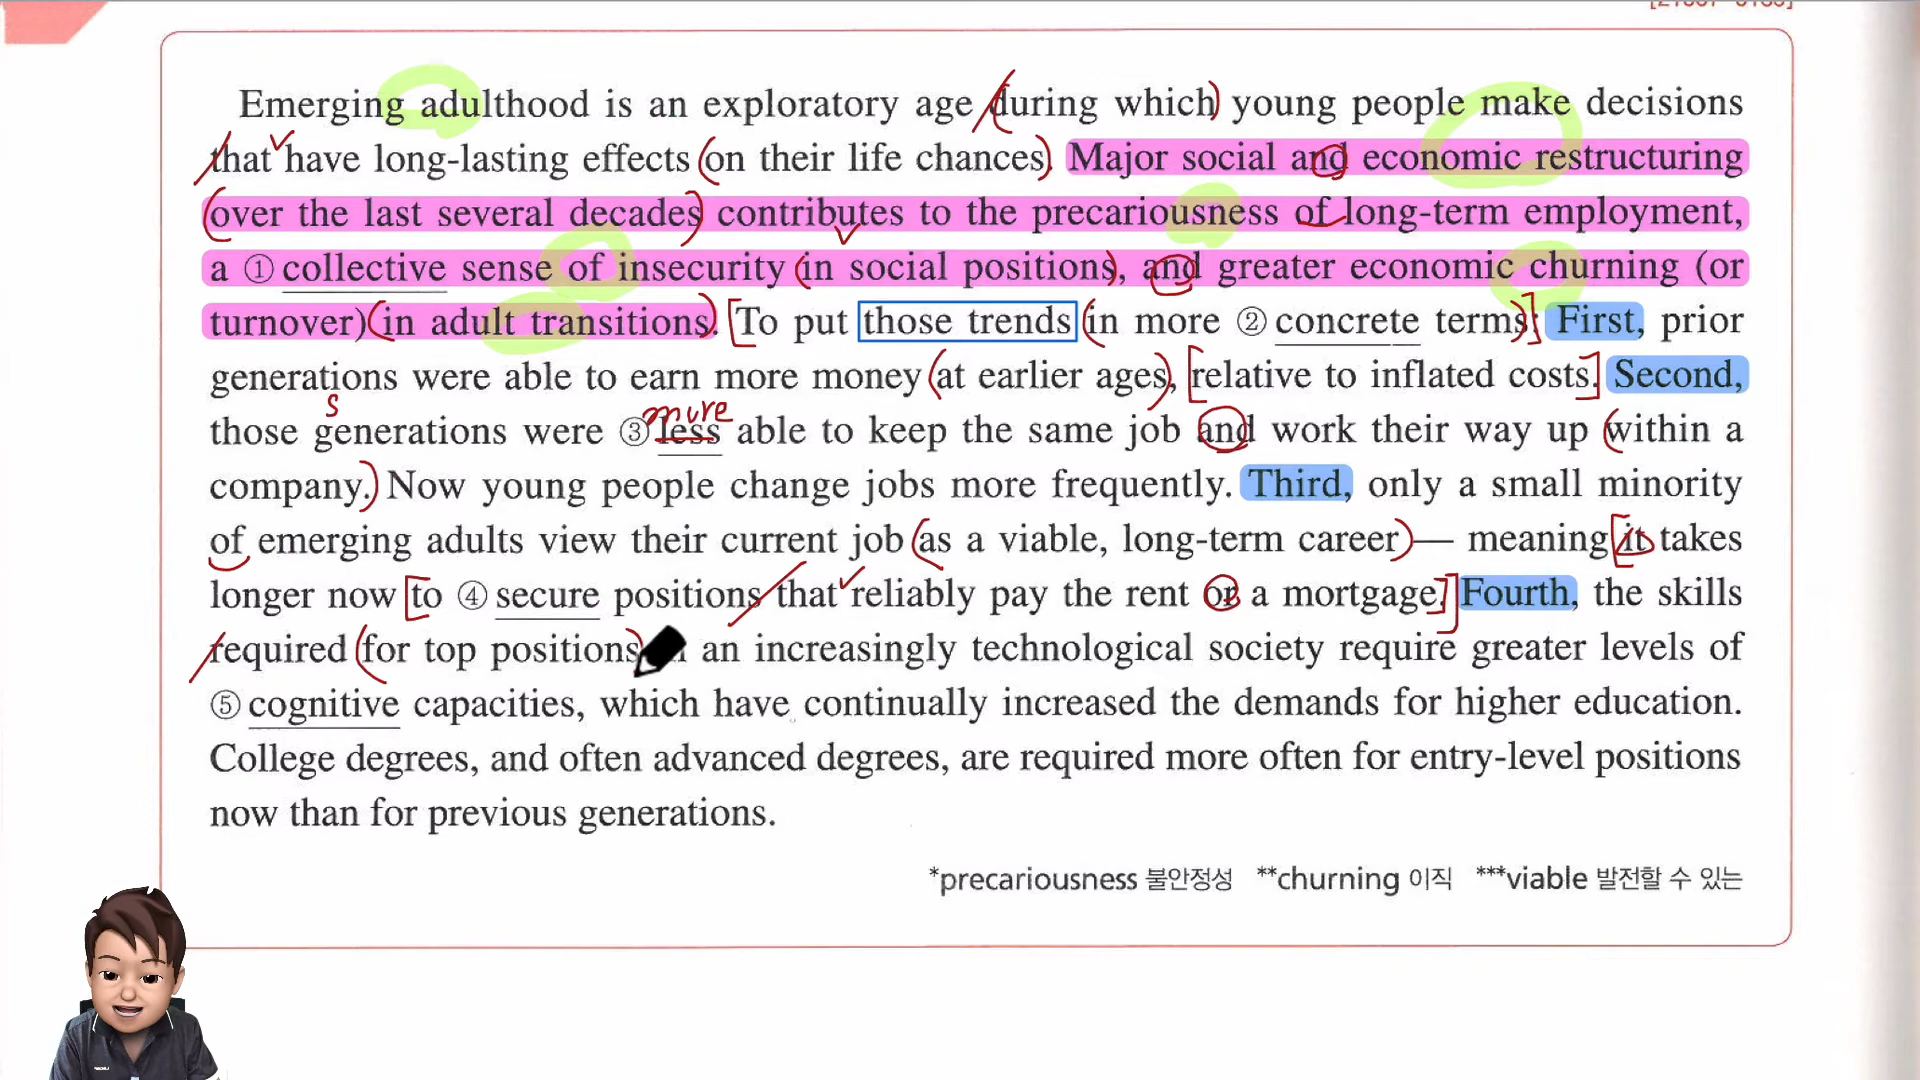 Emerging adulthood is an exploratory age during which young people make decisions
that have long-lasting effects on their life chances. Major social and economic restructuring
over the last several decades contributes to the precariousness of long-term employment,
a ① collective sense of insecurity in social positions, and greater economic churning (or
turnover) in adult transitions. To put those trends in more ② concrete terms: First, prior
generations were able to earn more money at earlier ages, relative to inflated costs. Second,
s
more
those generations were ③ less able to keep the same job and work their way up within a
company. Now young people change jobs more frequently. Third, only a small minority
of emerging adults view their current job as a viable, long-term career — meaning it takes
longer now to ④ secure positions that reliably pay the rent or a mortgage. Fourth, the skills
required for top positions an increasingly technological society require greater levels of
⑤ cognitive capacities, which have continually increased the demands for higher education.
College degrees, and often advanced degrees, are required more often for entry-level positions
now than for previous generations.
*precariousness 불안정성 **churning 이직 ***viable 발전할 수 있는